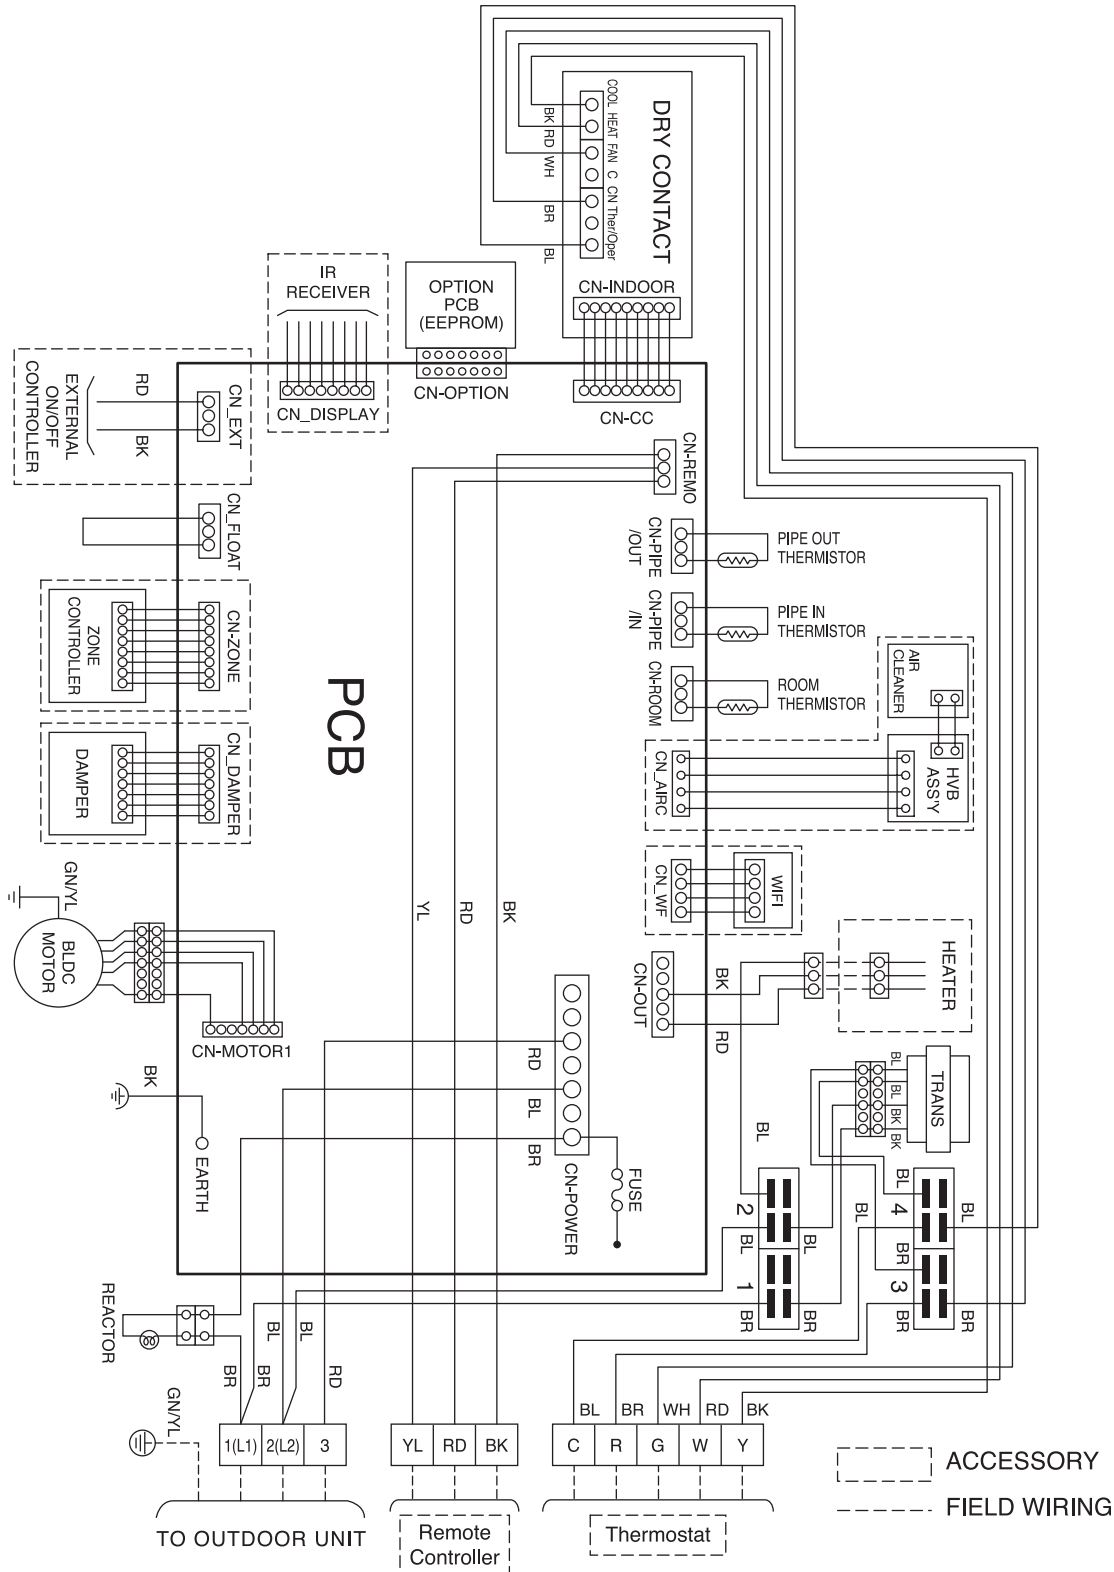 COOL
HEAT
FAN
C
CN Ther/Oper
BK
RD
WH
BR
BL
DRY CONTACT
CN-INDOOR
CN-CC
IR
RECEIVER
CN_DISPLAY
OPTION
PCB
(EEPROM)
CN-OPTION
EXTERNAL
ON/OFF
CONTROLLER
RD
BK
CN_EXT
CN_FLOAT
ZONE
CONTROLLER
CN-ZONE
DAMPER
CN_DAMPER
PCB
CN-REMO
CN-PIPE
/OUT
PIPE OUT
THERMISTOR
CN-PIPE
/IN
PIPE IN
THERMISTOR
CN-ROOM
ROOM
THERMISTOR
AIR
CLEANER
HVB
ASS'Y
CN_AIRC
CN_WF
WIFI
GN/YL
BLDC
MOTOR
CN-MOTOR1
YL
RD
BK
CN-OUT
BK
RD
HEATER
BK
EARTH
RD
BL
BR
CN-POWER
FUSE
TRANS
BL
BL
BK
BK
BL
2
BL
BL
1
BR
BR
BL
BL
4
BL
BR
3
BR
BR
REACTOR
BR
BR
BL
BL
RD
GN/YL
1(L1)
2(L2)
3
TO OUTDOOR UNIT
YL
RD
BK
Remote
Controller
BL
BR
WH
RD
BK
C
R
G
W
Y
Thermostat
ACCESSORY
FIELD WIRING